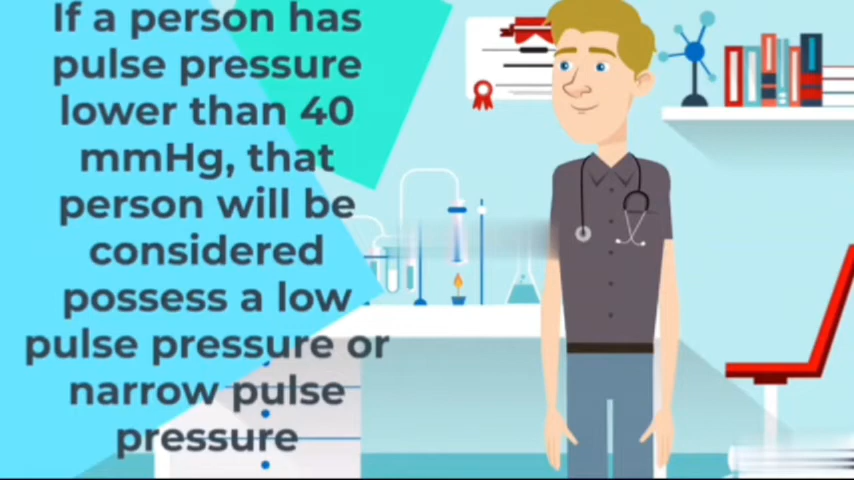 If a person has
pulse pressure
lower than 40
mmHg, that
person will be
considered
possess a low
pulse pressure or
narrow pulse
pressure